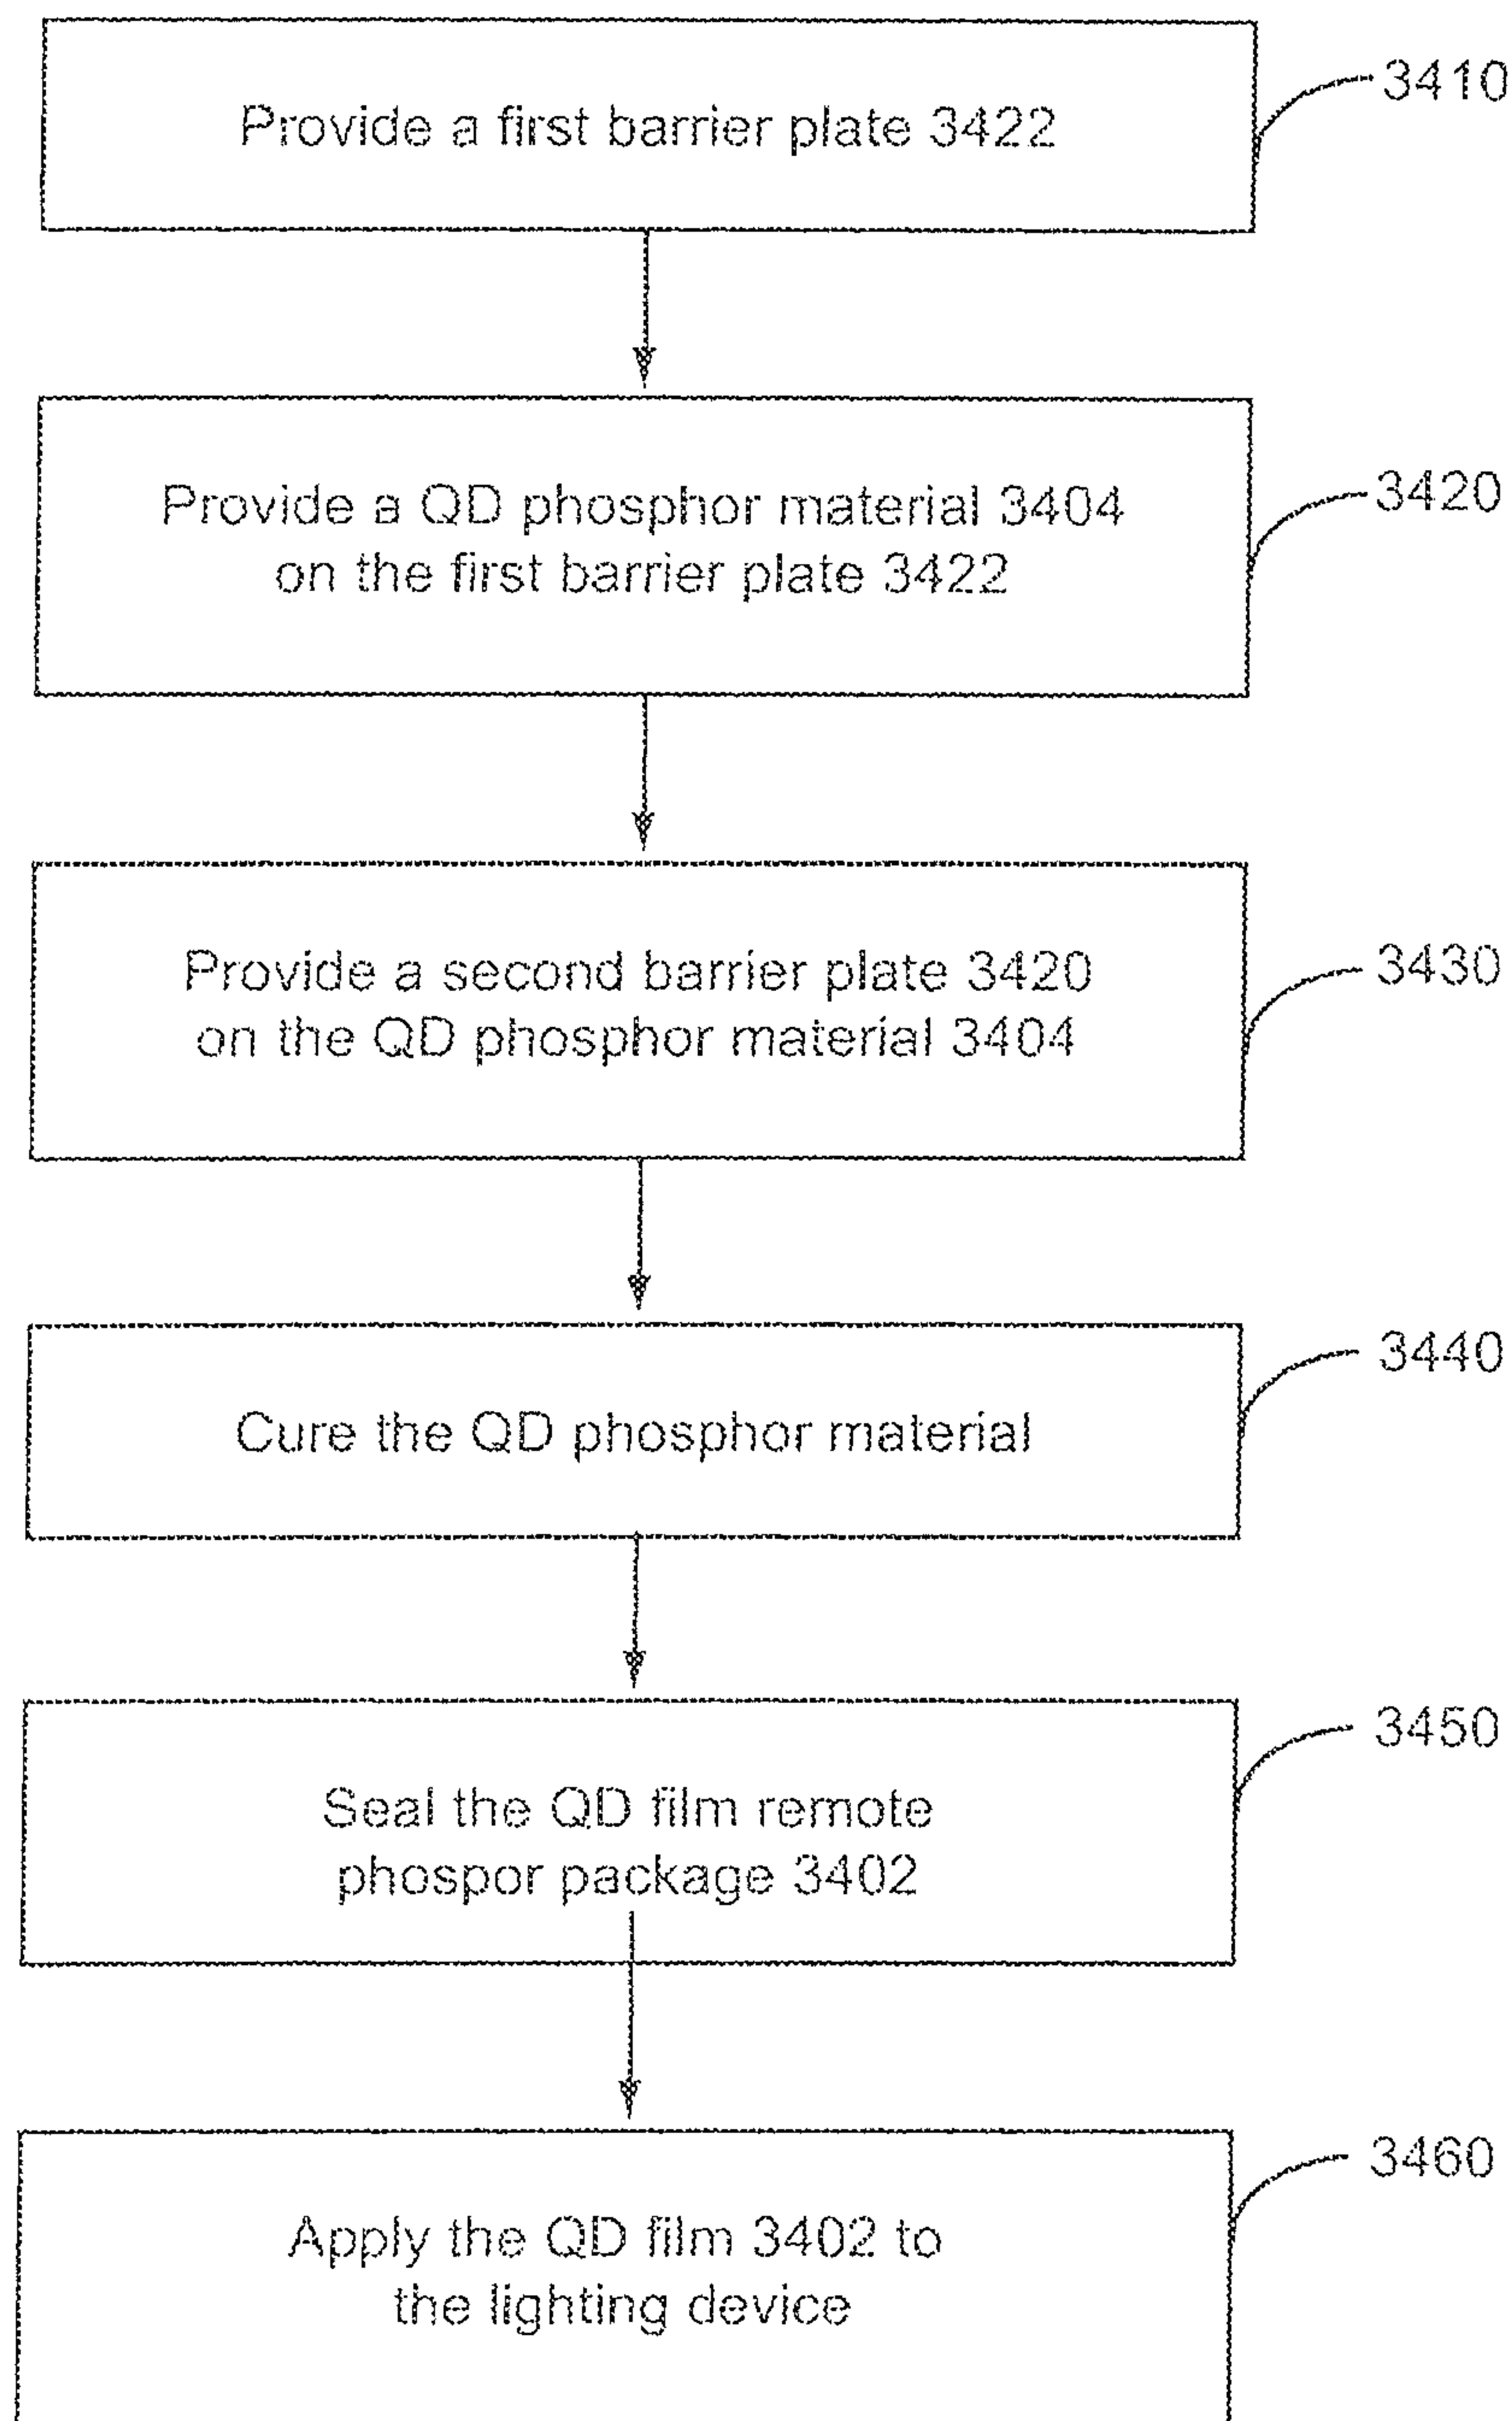 Provide a first barrier plate 3422
3410
Provide a QD phosphor material 3404
on the first barrier plate 3422
3420
Provide a second barrier plate 3420
on the QD phosphor material 3404
3430
Cure the QD phosphor material
3440
Seal the QD film remote
phospor package 3402
3450
Apply the QD film 3402 to
the lighting device
3460